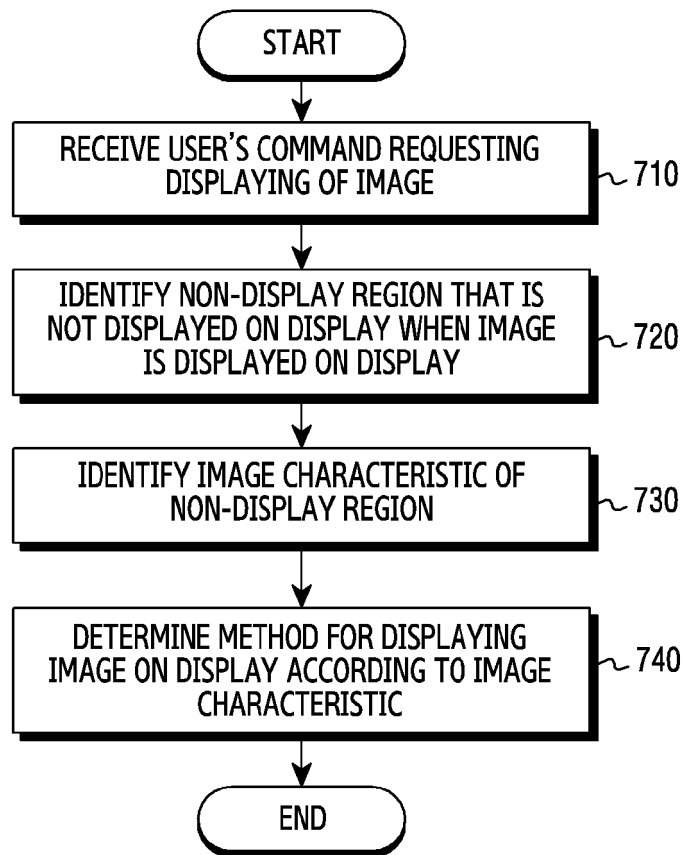 START
RECEIVE USER'S COMMAND REQUESTING
DISPLAYING OF IMAGE
710
IDENTIFY NON-DISPLAY REGION THAT IS
NOT DISPLAYED ON DISPLAY WHEN IMAGE
IS DISPLAYED ON DISPLAY
720
IDENTIFY IMAGE CHARACTERISTIC OF
NON-DISPLAY REGION
730
DETERMINE METHOD FOR DISPLAYING
IMAGE ON DISPLAY ACCORDING TO IMAGE
CHARACTERISTIC
740
END